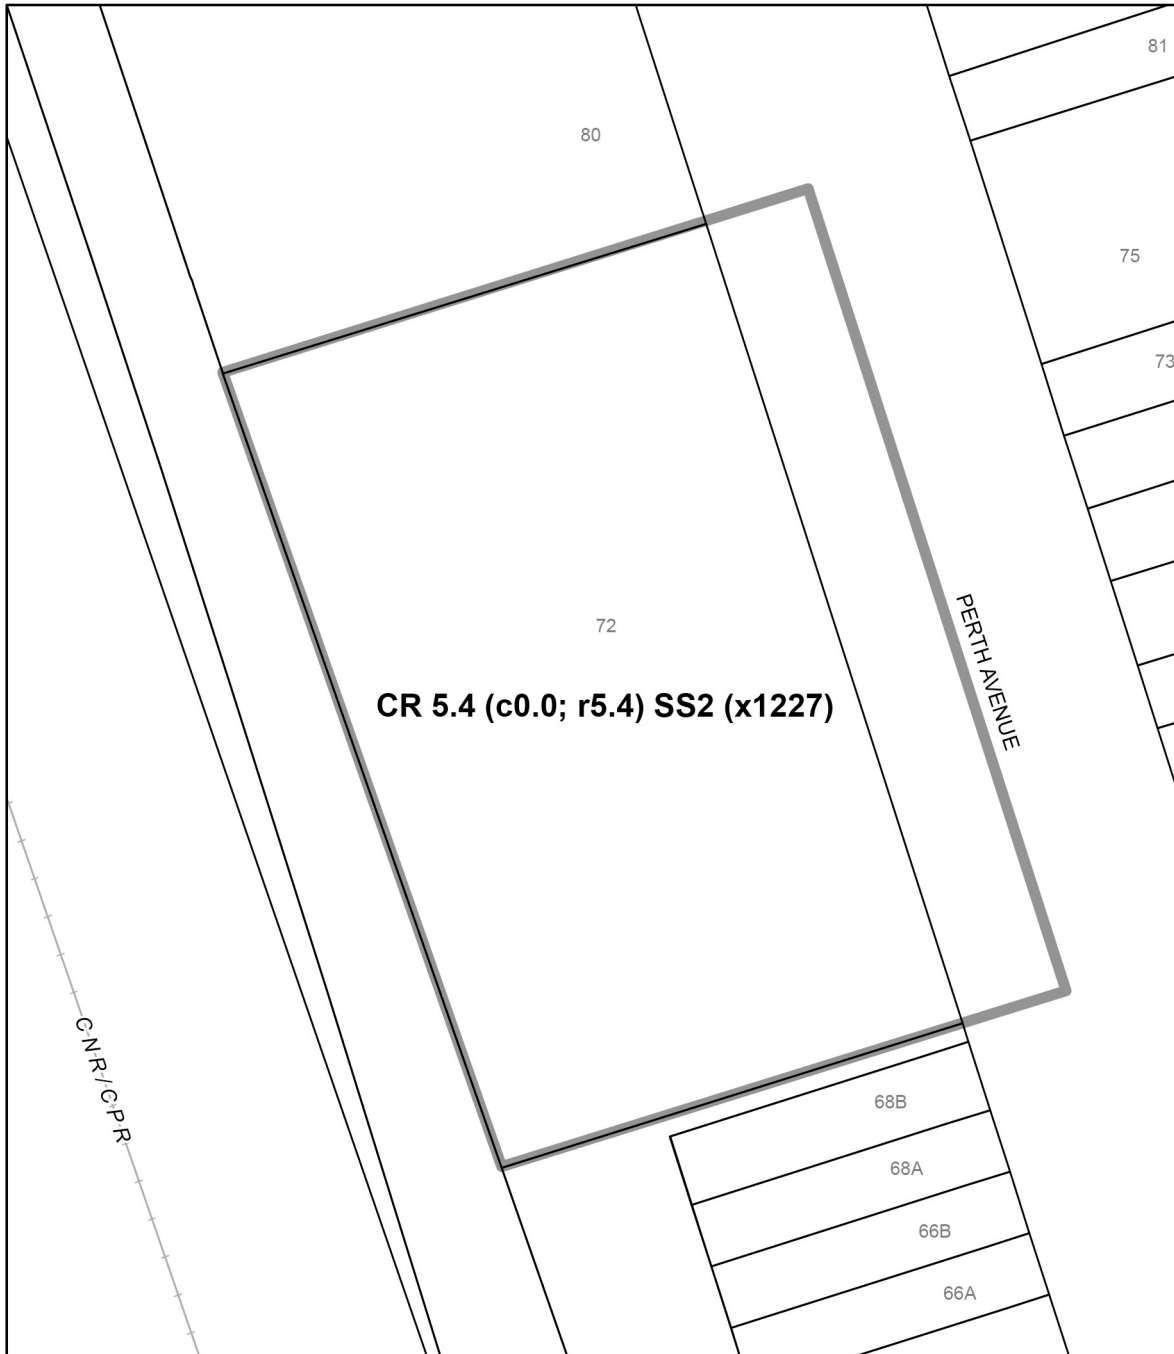 81
80
75
73
72
PERTH AVENUE
CR 5.4 (c0.0; r5.4) SS2 (x1227)
C-N-R-/-C-P-R
68B
68A
66B
66A